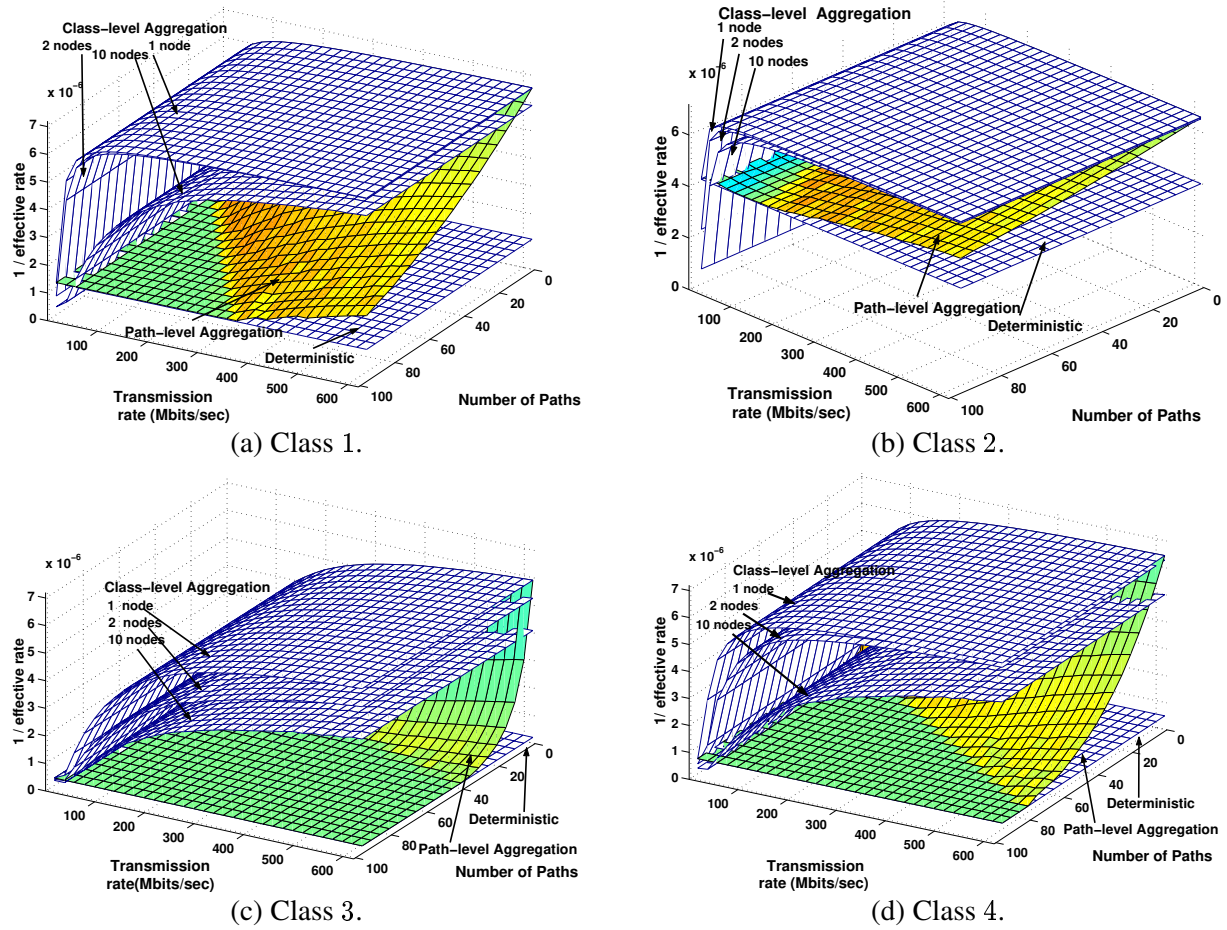 Class−level Aggregation
2 nodes 10 nodes 1 node
x 10⁻⁶
7
6
5
4
3
2
1
0
1 / effective rate
Path−level Aggregation
Deterministic
100
200
300
400
500
600
Transmission
rate (Mbits/sec)
0
20
40
60
80
100
Number of Paths
(a) Class 1.
Class−level Aggregation
1 node
2 nodes
10 nodes
x 10⁻⁶
6
4
2
0
1 / effective rate
Path−level Aggregation
Deterministic
100
200
300
400
500
600
Transmission
rate (Mbits/sec)
0
20
40
60
80
100
Number of Paths
(b) Class 2.
x 10⁻⁶
Class−level Aggregation
1 node
2 nodes
10 nodes
7
6
5
4
3
2
1
0
1 / effective rate
Deterministic
Path−level Aggregation
100
200
300
400
500
600
Transmission
rate(Mbits/sec)
0
20
40
60
80
100
Number of Paths
(c) Class 3.
x 10⁻⁶
Class−level Aggregation
1 node
2 nodes
10 nodes
7
6
5
4
3
2
1
0
1/ effective rate
Deterministic
Path−level Aggregation
100
200
300
400
500
600
Transmission
rate (Mbits/sec)
0
20
40
60
80
100
Number of Paths
(d) Class 4.